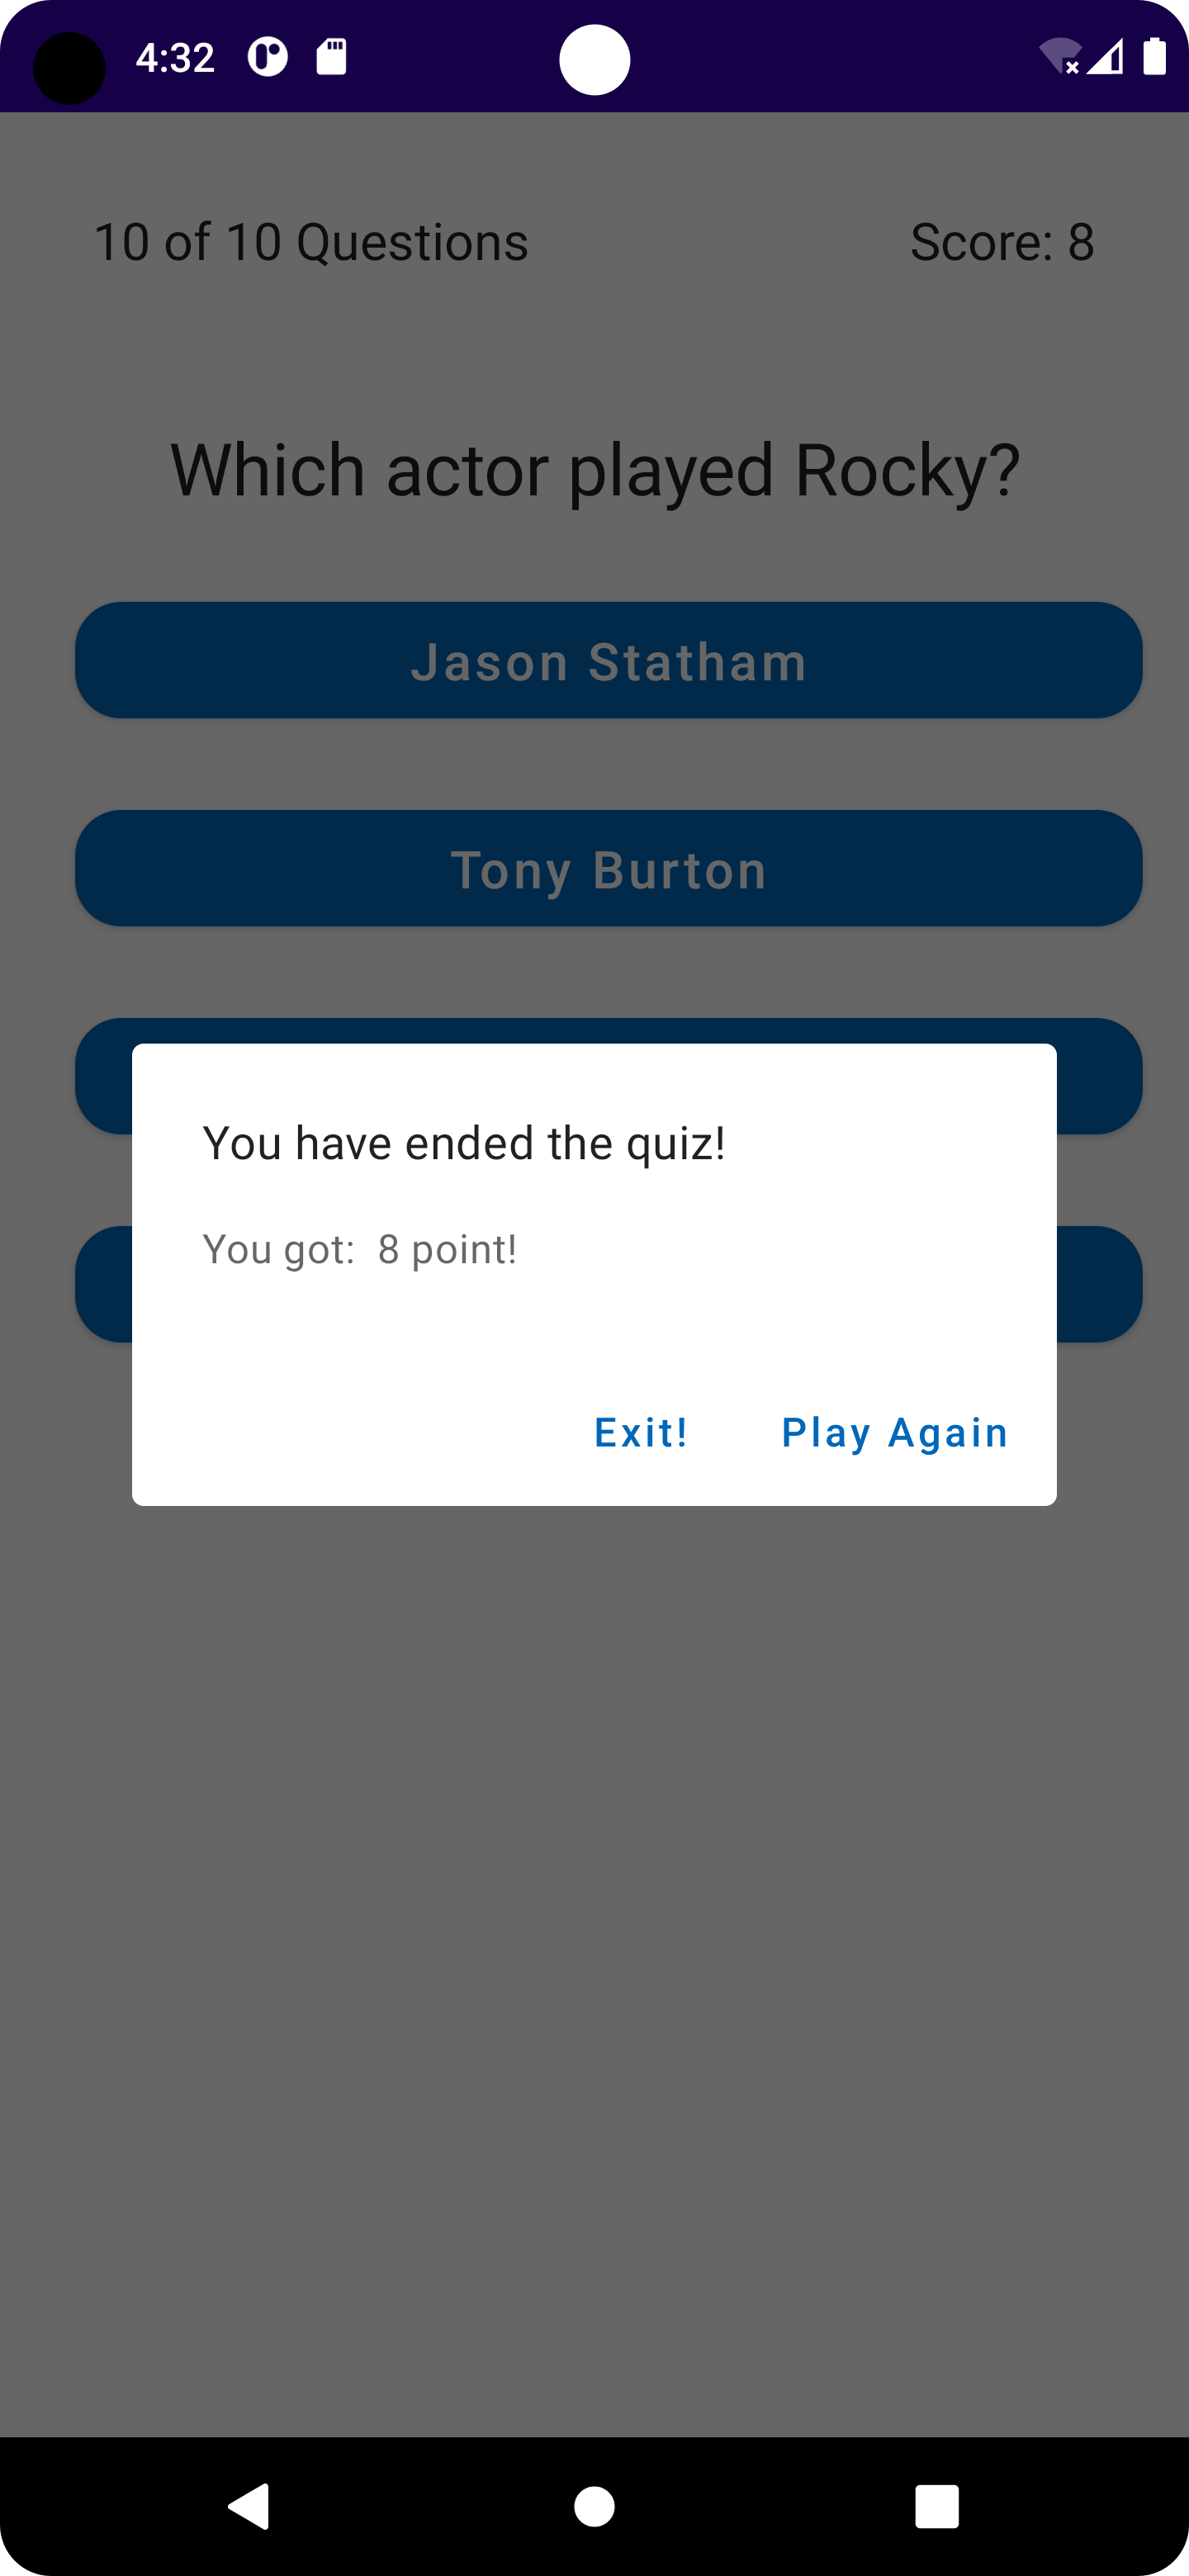 4:32
10 of 10 Questions Score: 8
Which actor played Rocky?
Jason Statham
Tony Burton
You have ended the quiz!
You got:  8 point!
Exit! Play Again